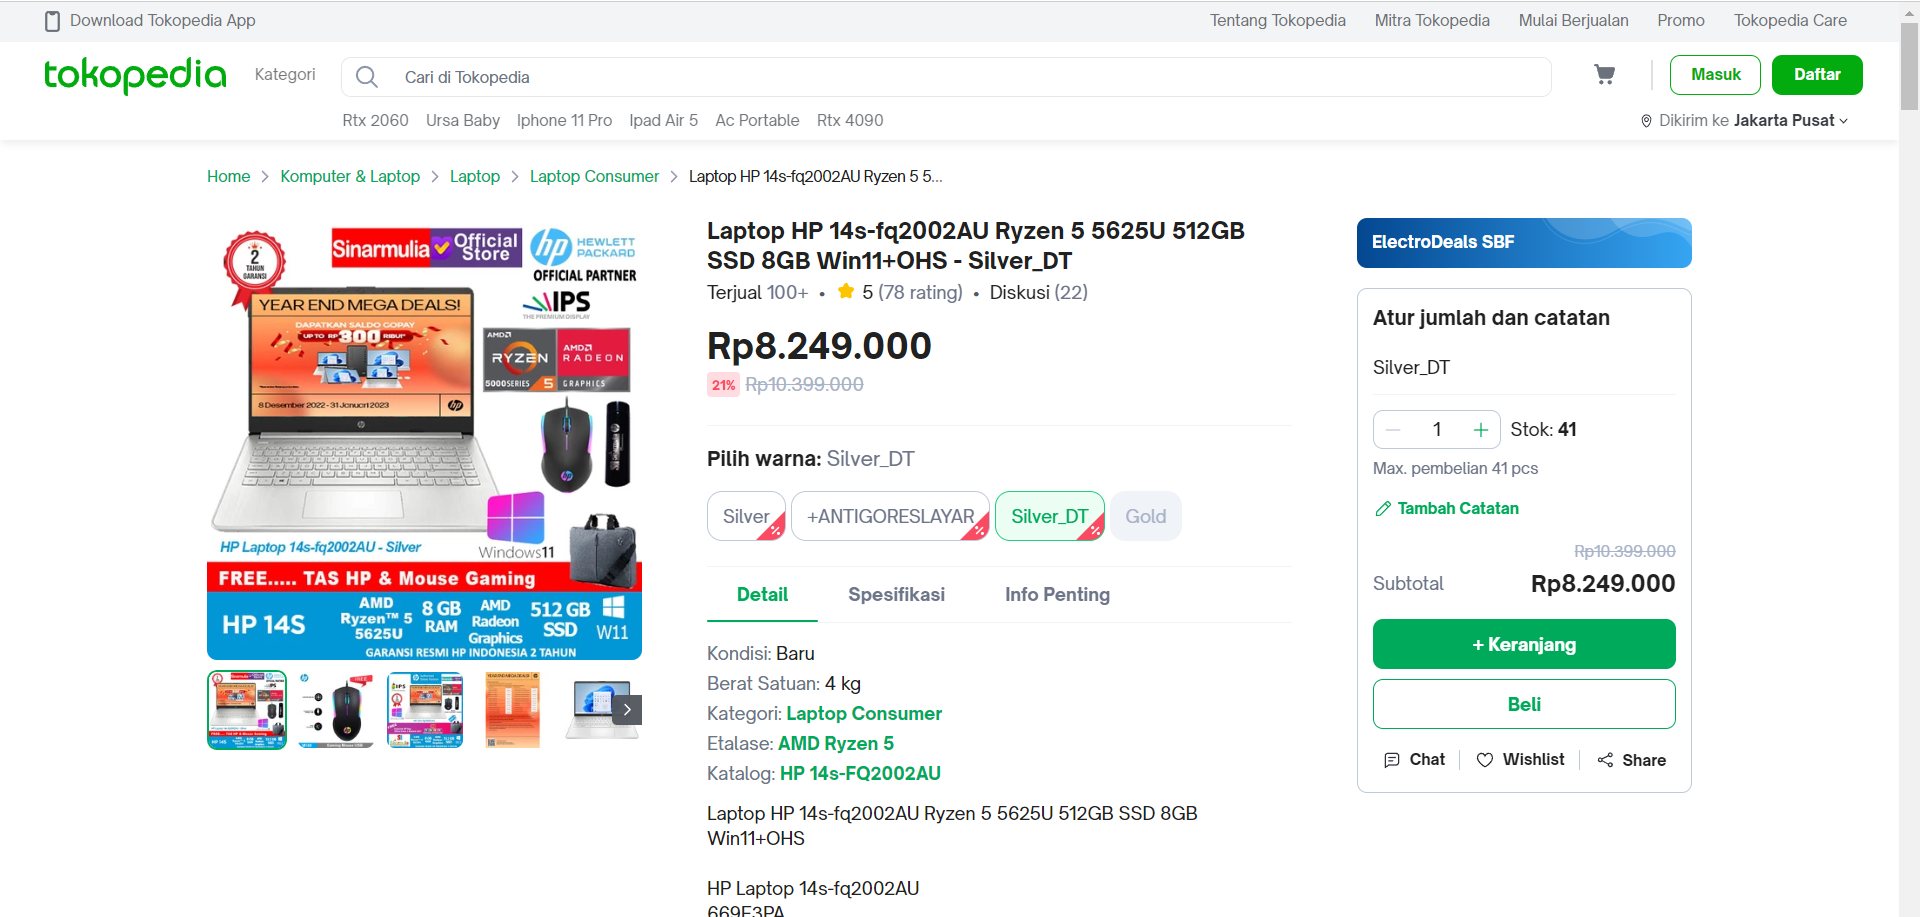 Download Tokopedia App
Tentang Tokopedia
Mitra Tokopedia
Mulai Berjualan
Promo
Tokopedia Care
tokopedia
Kategori
Cari di Tokopedia
Masuk
Daftar
Rtx 2060
Ursa Baby
Iphone 11 Pro
Ipad Air 5
Ac Portable
Rtx 4090
Dikirim ke Jakarta Pusat
Home
Komputer & Laptop
Laptop
Laptop Consumer
Laptop HP 14s-fq2002AU Ryzen 5 5...
2
TAHUN
GARANSI
Sinarmulia
Official
Store
hp
HEWLETT
PACKARD
OFFICIAL PARTNER
IPS
THE PREMIUM DISPLAY
YEAR END MEGA DEALS!
DAPATKAN SALDO GOPAY
UP TO RP 300 RIBU*
8 Desember 2022 - 31 Januari 2023
AMD
RYZEN
5000 SERIES 5
AMD
RADEON
GRAPHICS
HP Laptop 14s-fq2002AU - Silver
Windows11
FREE..... TAS HP & Mouse Gaming
HP 14S
AMD
Ryzen™ 5
5625U
8 GB
RAM
AMD
Radeon
Graphics
512 GB
SSD
W11
GARANSI RESMI HP INDONESIA 2 TAHUN
Laptop HP 14s-fq2002AU Ryzen 5 5625U 512GB
SSD 8GB Win11+OHS - Silver_DT
Terjual 100+ • 5 (78 rating) • Diskusi (22)
Rp8.249.000
21% Rp10.399.000
Pilih warna: Silver_DT
Silver
+ANTIGORESLAYAR
Silver_DT
Gold
Detail
Spesifikasi
Info Penting
Kondisi: Baru
Berat Satuan: 4 kg
Kategori: Laptop Consumer
Etalase: AMD Ryzen 5
Katalog: HP 14s-FQ2002AU
Laptop HP 14s-fq2002AU Ryzen 5 5625U 512GB SSD 8GB
Win11+OHS
HP Laptop 14s-fq2002AU
669F3PA
ElectroDeals SBF
Atur jumlah dan catatan
Silver_DT
1
Stok: 41
Max. pembelian 41 pcs
Tambah Catatan
Rp10.399.000
Subtotal
Rp8.249.000
+ Keranjang
Beli
Chat
Wishlist
Share